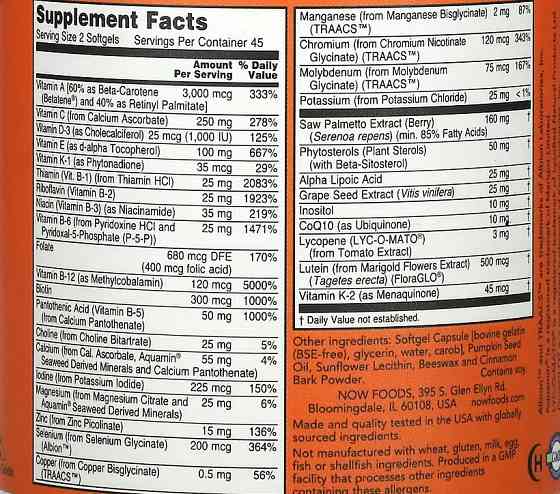 Supplement Facts
Serving Size 2 Softgels Servings Per Container 45
Amount Per Serving % Daily Value
Vitamin A [60% as Beta-Carotene
(Betatene®) and 40% as Retinyl Palmitate] 3,000 mcg 333%
Vitamin C (from Calcium Ascorbate) 250 mg 278%
Vitamin D-3 (as Cholecalciferol) 25 mcg (1,000 IU) 125%
Vitamin E (as d-alpha Tocopherol) 100 mg 667%
Vitamin K-1 (as Phytonadione) 35 mcg 29%
Thiamin (Vit. B-1) (from Thiamin HCl) 25 mg 2083%
Riboflavin (Vitamin B-2) 25 mg 1923%
Niacin (Vitamin B-3) (as Niacinamide) 35 mg 219%
Vitamin B-6 (from Pyridoxine HCl and 25 mg 1471%
Pyridoxal-5-Phosphate (P-5-P))
Folate
680 mcg DFE 170%
(400 mcg folic acid)
Vitamin B-12 (as Methylcobalamin) 120 mcg 5000%
Biotin 300 mcg 1000%
Pantothenic Acid (Vitamin B-5) 50 mg 1000%
(from Calcium Pantothenate)
Choline (from Choline Bitartrate) 25 mg 5%
Calcium (from Cal. Ascorbate, Aquamin® 55 mg 4%
Seaweed Derived Minerals and Calcium Pantothenate)
Iodine (from Potassium Iodide) 225 mcg 150%
Magnesium (from Magnesium Citrate and 25 mg 6%
Aquamin® Seaweed Derived Minerals)
Zinc (from Zinc Picolinate) 15 mg 136%
Selenium (from Selenium Glycinate) 200 mcg 364%
(Albion™)
Copper (from Copper Bisglycinate) 0.5 mg 56%
(TRAACS™)
Manganese (from Manganese Bisglycinate) 2 mg 87%
(TRAACS™)
Chromium (from Chromium Nicotinate 120 mcg 343%
Glycinate) (TRAACS™)
Molybdenum (from Molybdenum 75 mcg 167%
Glycinate) (TRAACS™)
Potassium (from Potassium Chloride) 25 mg <1%
Saw Palmetto Extract (Berry) 160 mg †
(Serenoa repens) (min. 85% Fatty Acids)
Phytosterols (Plant Sterols) 50 mg †
(with Beta-Sitosterol)
Alpha Lipoic Acid 25 mg †
Grape Seed Extract (Vitis vinifera) 25 mg †
Inositol 10 mg †
CoQ10 (as Ubiquinone) 10 mg †
Lycopene (LYC-O-MATO®) 3 mg †
(from Tomato Extract)
Lutein (from Marigold Flowers Extract) 500 mcg †
(Tagetes erecta) (FloraGLO®)
Vitamin K-2 (as Menaquinone) 45 mcg †
† Daily Value not established.
Other ingredients: Softgel Capsule [bovine gelatin
(BSE-free), glycerin, water, carob], Pumpkin Seed
Oil, Sunflower Lecithin, Beeswax and Cinnamon
Bark Powder. Contains soy.
NOW FOODS, 395 S. Glen Ellyn Rd.
Bloomingdale, IL 60108, USA nowfoods.com
Made and quality tested in the USA with globally
sourced ingredients.
Not manufactured with wheat, gluten, milk, egg,
fish or shellfish ingredients. Produced in a GMP
facility that processes other ingredients
containing these allergens.